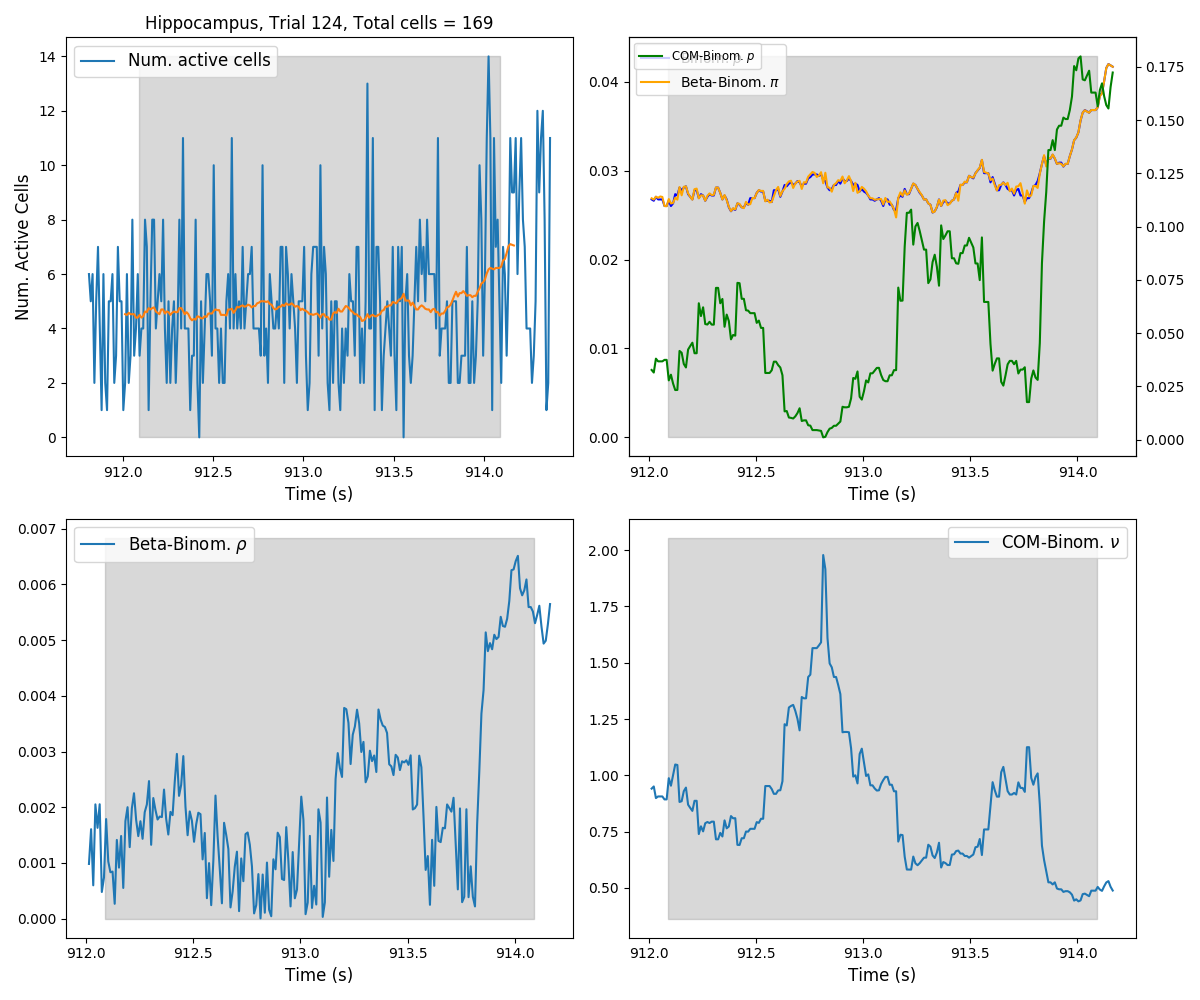 Hippocampus, Trial 124, Total cells = 169
Num. active cells
Num. Active Cells
14
12
10
8
6
4
2
0
912.0 912.5 913.0 913.5 914.0
Time (s)
COM-Binom. p
Beta-Binom. π
0.04
0.03
0.02
0.01
0.00
0.175
0.150
0.125
0.100
0.075
0.050
0.025
0.000
912.0 912.5 913.0 913.5 914.0
Time (s)
Beta-Binom. ρ
0.007
0.006
0.005
0.004
0.003
0.002
0.001
0.000
912.0 912.5 913.0 913.5 914.0
Time (s)
COM-Binom. ν
2.00
1.75
1.50
1.25
1.00
0.75
0.50
912.0 912.5 913.0 913.5 914.0
Time (s)